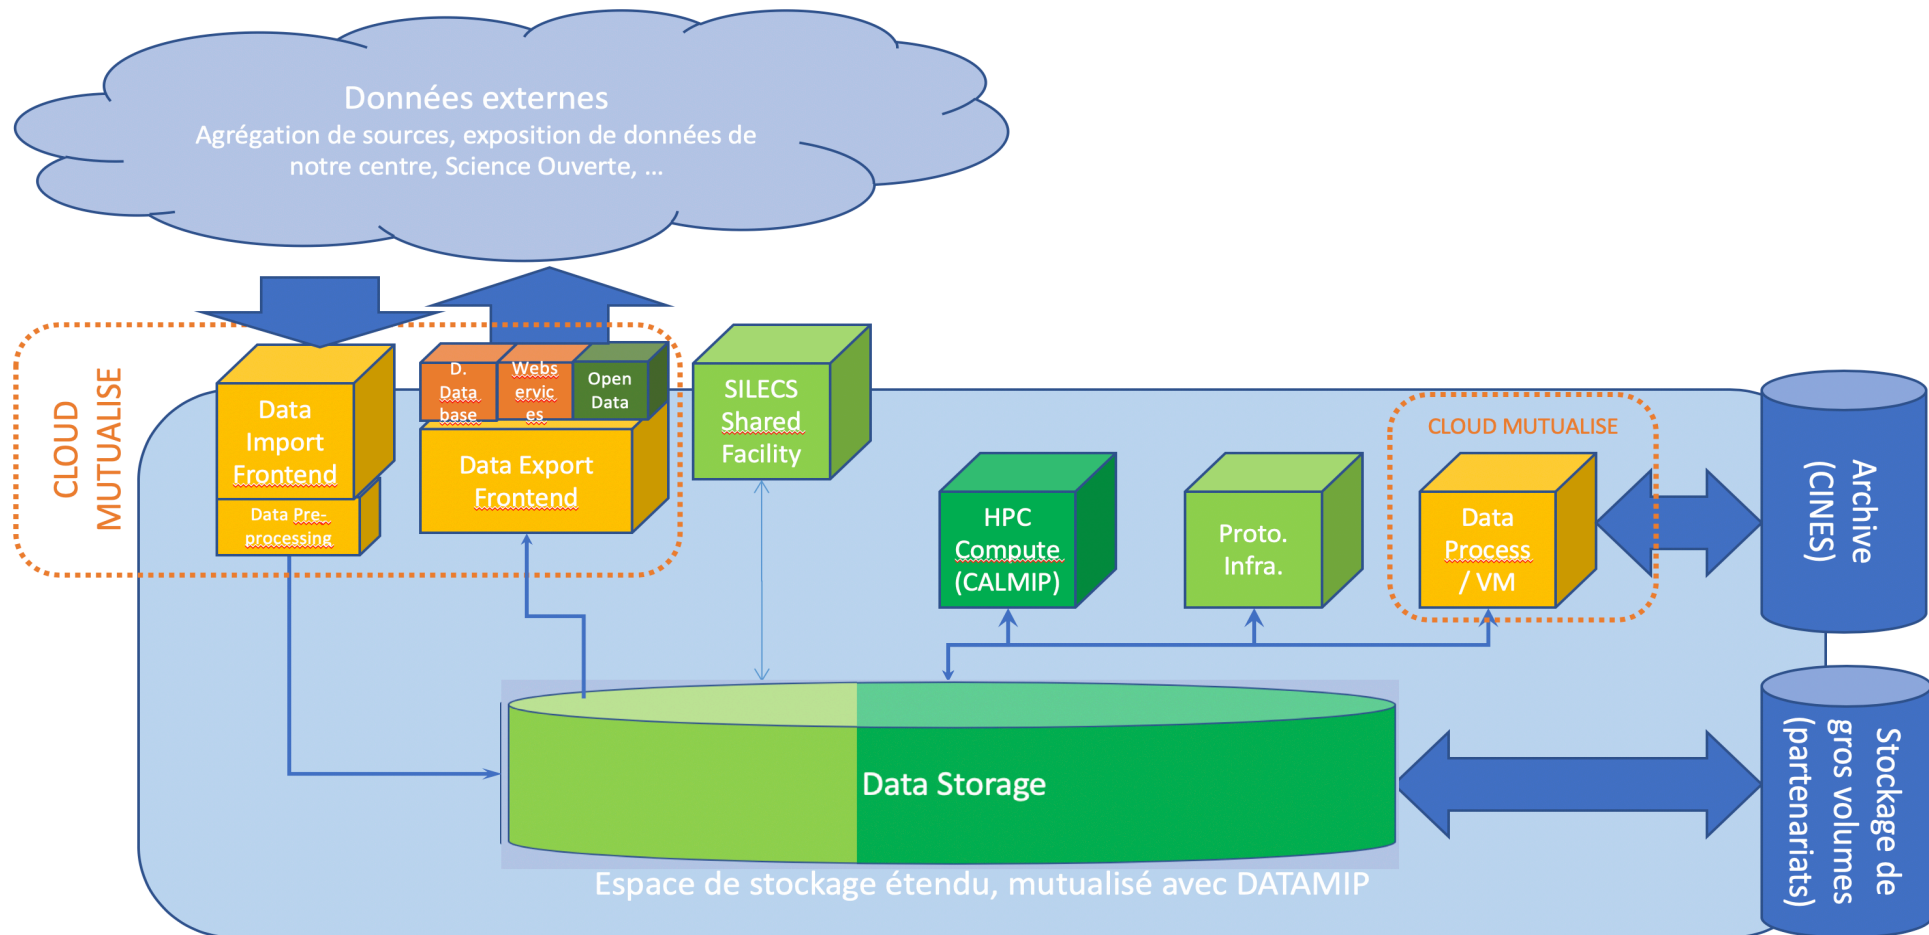 Données externes
Agrégation de sources, exposition de données de
notre centre, Science Ouverte, ...
CLOUD
MUTUALISE
Data
Import
Frontend
Data Pre-
processing
D.
Data
base
Webs
ervic
es
Open
Data
Data Export
Frontend
SILECS
Shared
Facility
HPC
Compute
(CALMIP)
Proto.
Infra.
CLOUD MUTUALISE
Data
Process
/ VM
Archive
(CINES)
Data Storage
Stockage de
gros volumes
(partenariats)
Espace de stockage étendu, mutualisé avec DATAMIP